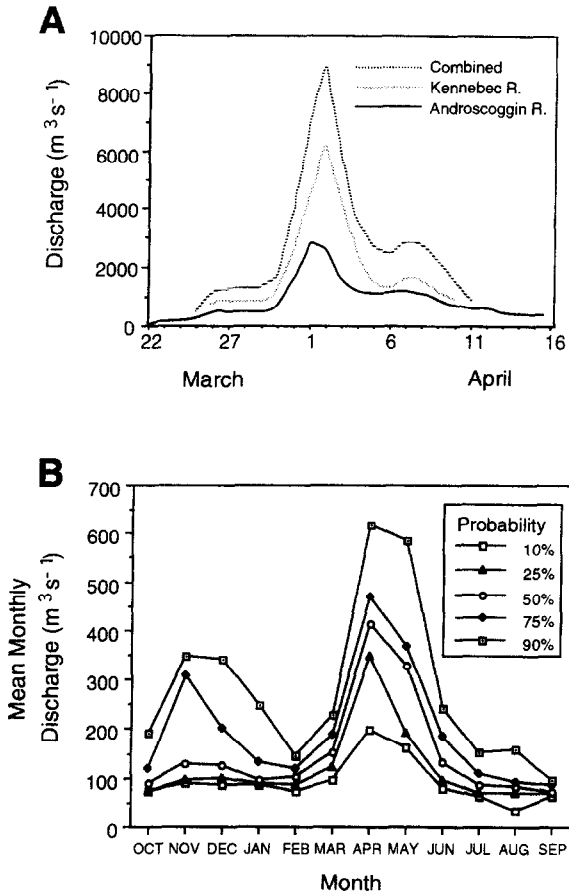 A
Discharge (m³ s⁻¹)
10000
8000
6000
4000
2000
0
Combined
Kennebec R.
Androscoggin R.
22 27 1 6 11 16
March April
B
Mean Monthly
Discharge (m³ s⁻¹)
700
600
500
400
300
200
100
0
Probability
10%
25%
50%
75%
90%
OCT NOV DEC JAN FEB MAR APR MAY JUN JUL AUG SEP
Month